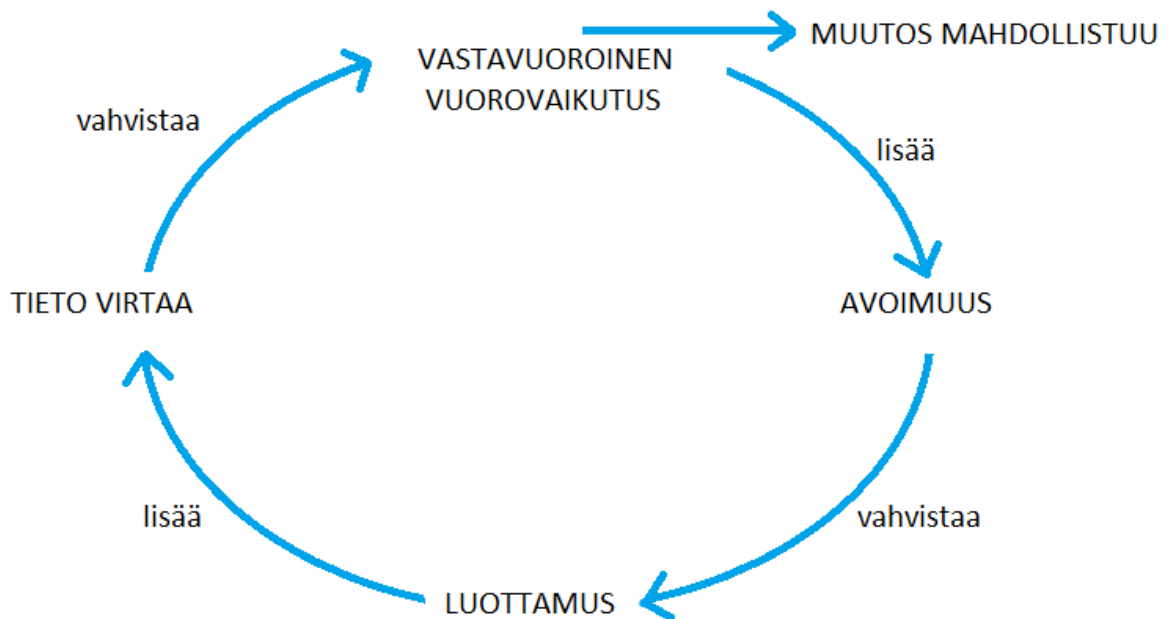 MUUTOS MAHDOLLISTUU
VASTAVUOROINEN
VUOROVAIKUTUS
vahvistaa
lisää
TIETO VIRTAA
AVOIMUUS
lisää
vahvistaa
LUOTTAMUS